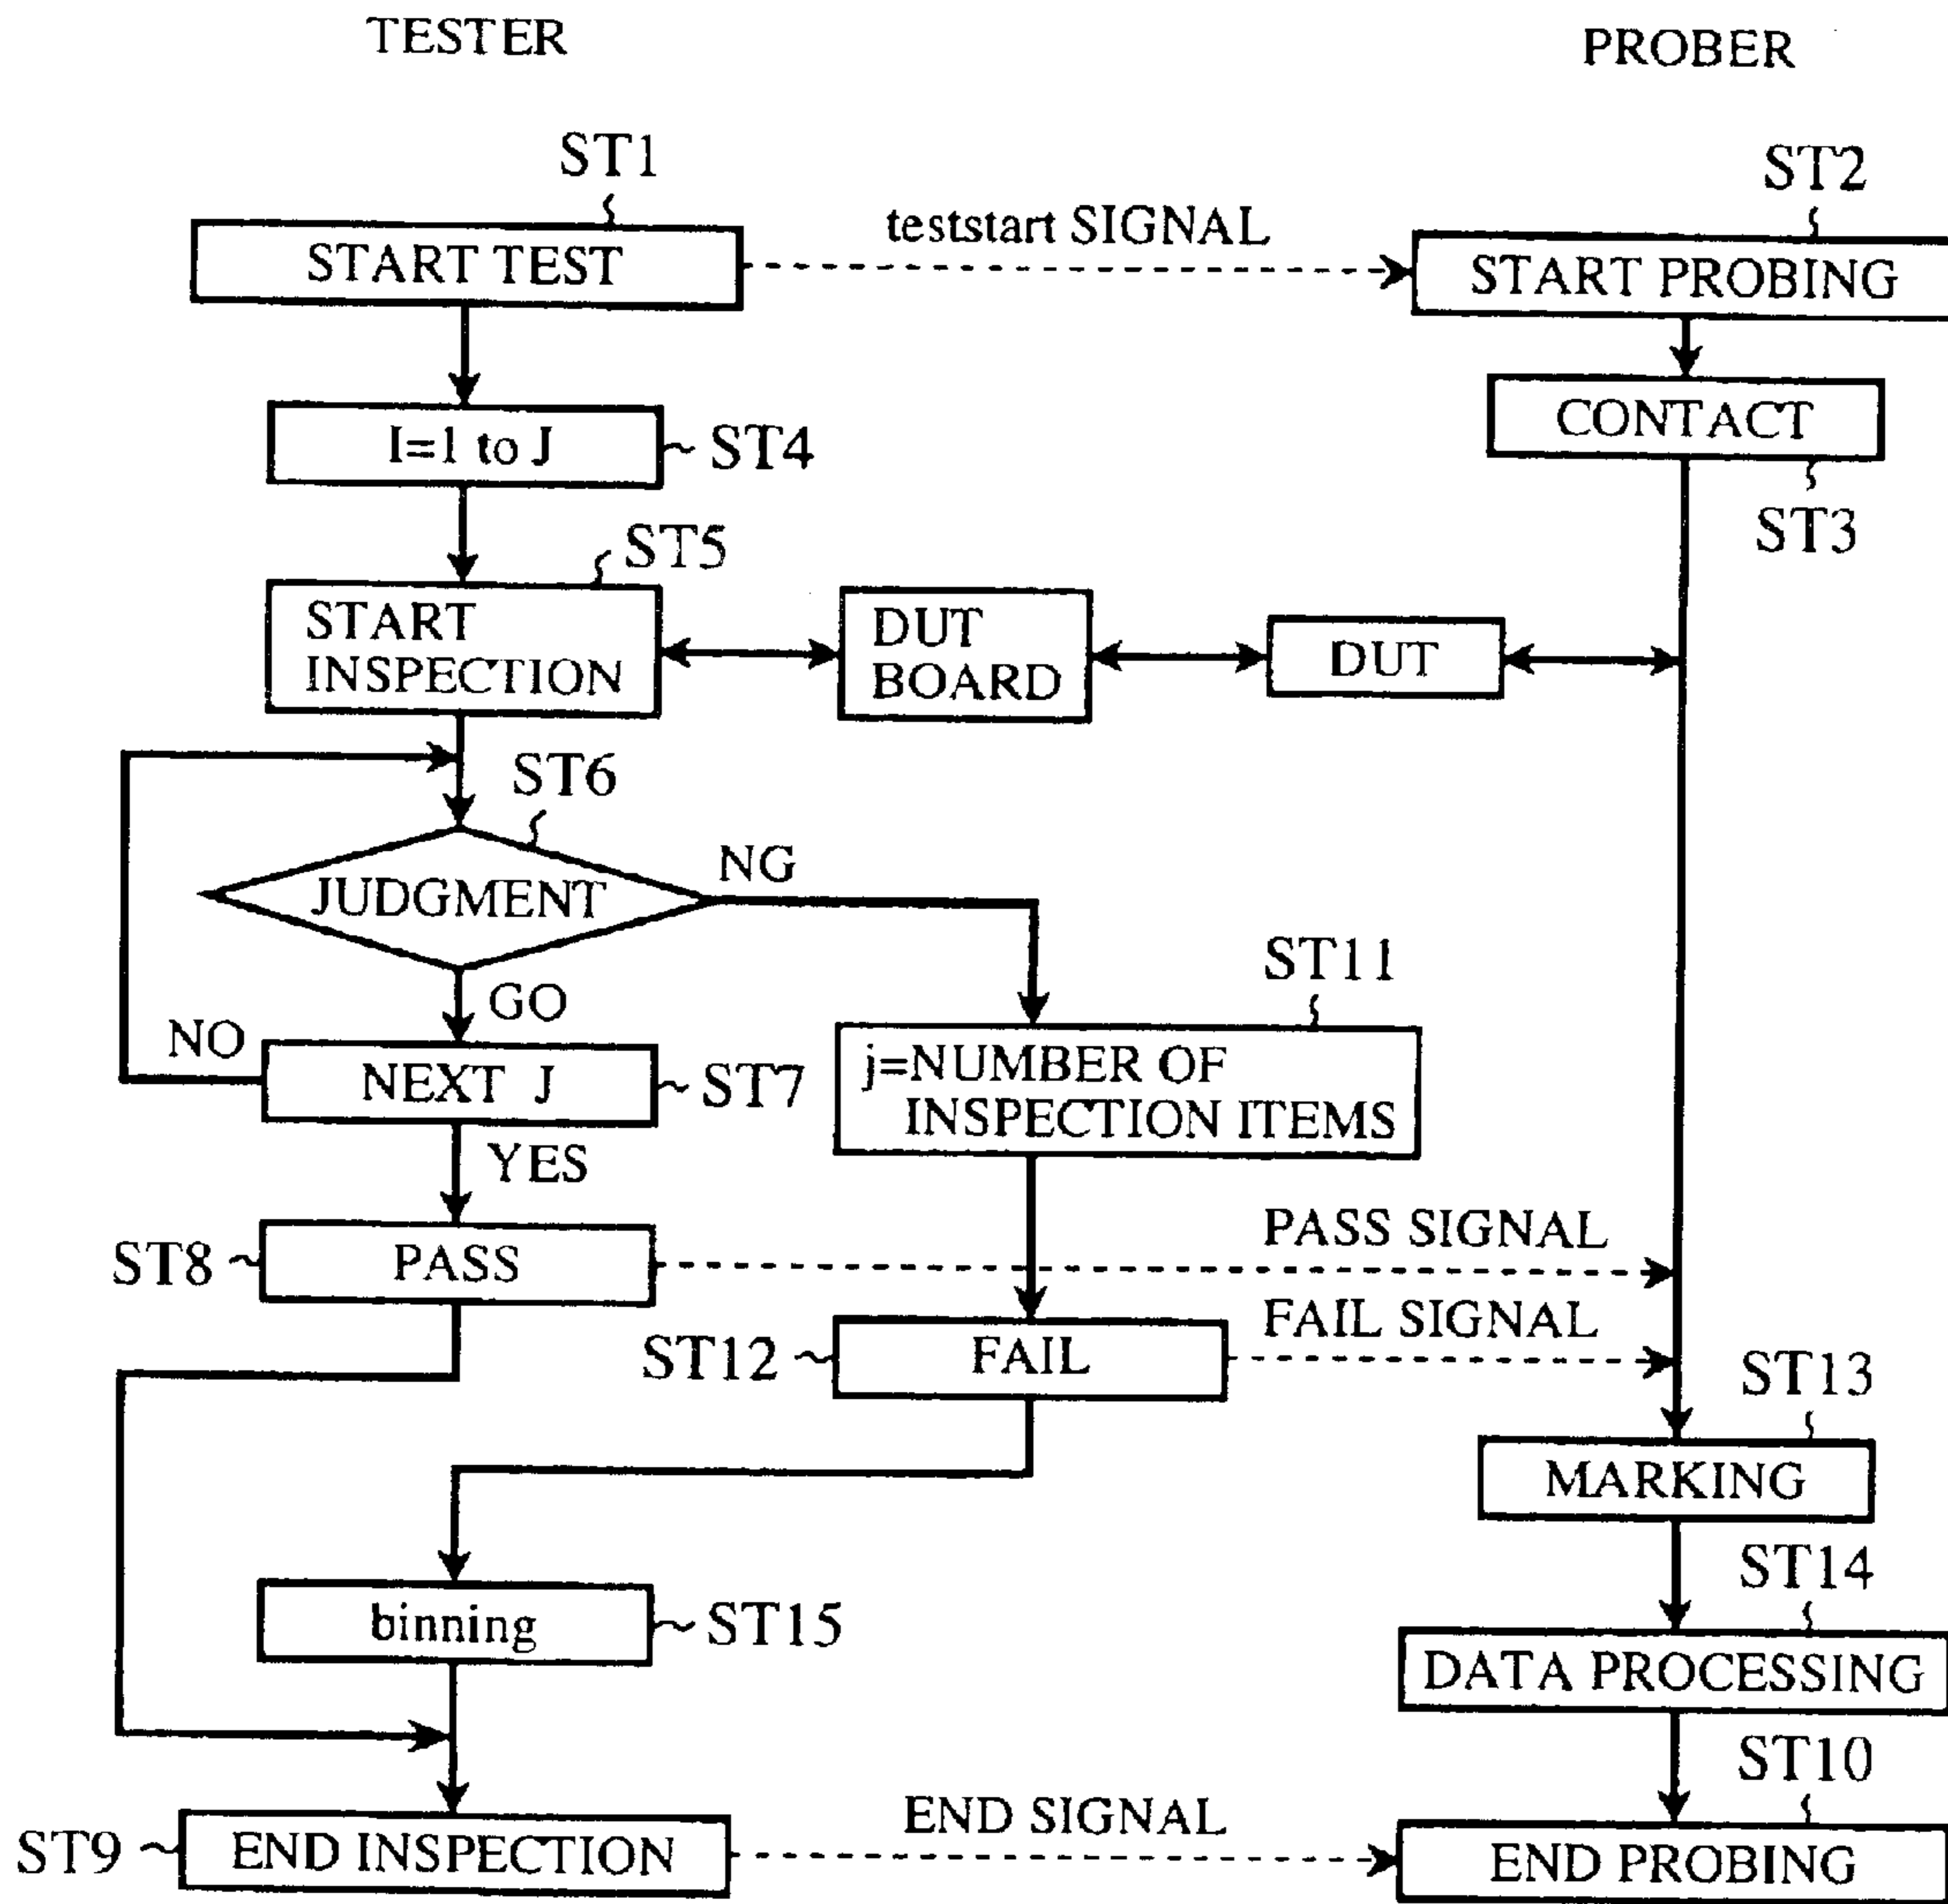 TESTER
PROBER
ST1
ST2
teststart SIGNAL
START TEST
START PROBING
I=1 to J
ST4
CONTACT
ST3
ST5
START
INSPECTION
DUT
BOARD
DUT
ST6
JUDGMENT
NG
GO
ST11
NO
NEXT J
ST7
j=NUMBER OF
INSPECTION ITEMS
YES
PASS SIGNAL
ST8
PASS
FAIL SIGNAL
ST12
FAIL
ST13
MARKING
ST14
binning
ST15
DATA PROCESSING
ST10
END SIGNAL
ST9
END INSPECTION
END PROBING